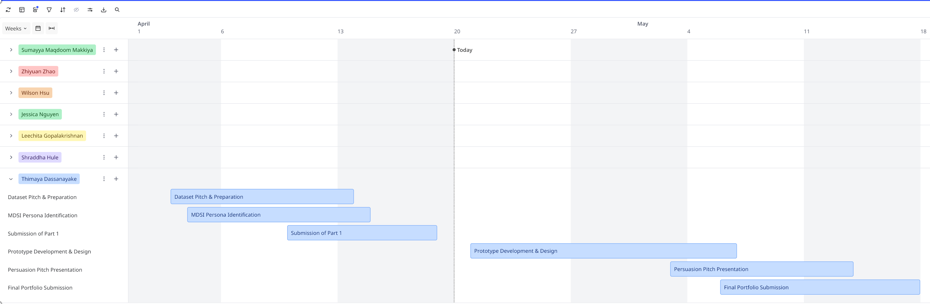 April
May
Weeks
1 6 13 20 27 4 11 18
Sumayya Maqdoom Makkiya
Today
Zhiyuan Zhao
Wilson Hsu
Jessica Nguyen
Leechita Gopalakrishnan
Shraddha Hule
Thimaya Dassanayake
Dataset Pitch & Preparation
Dataset Pitch & Preparation
MDSI Persona Identification
MDSI Persona Identification
Submission of Part 1
Submission of Part 1
Prototype Development & Design
Prototype Development & Design
Persuasion Pitch Presentation
Persuasion Pitch Presentation
Final Portfolio Submission
Final Portfolio Submission